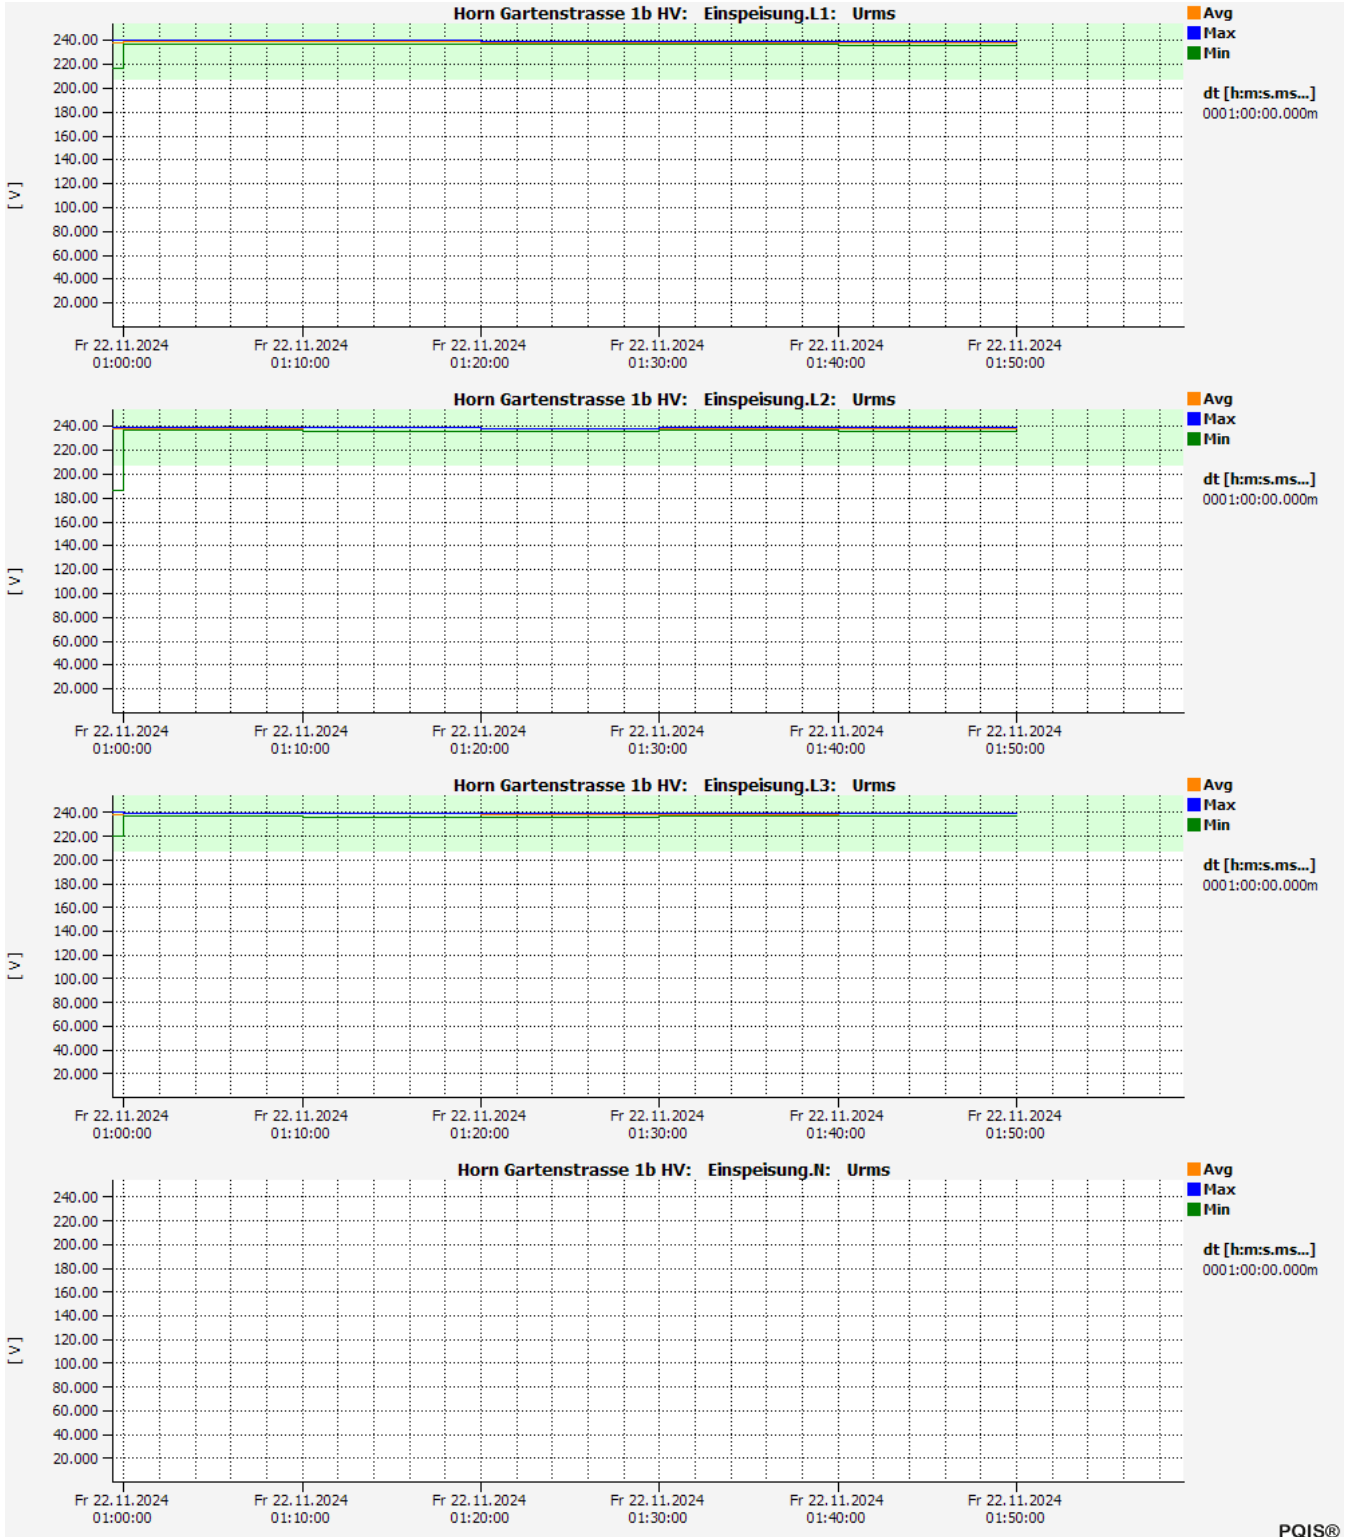 Horn Gartenstrasse 1b HV: Einspeisung.L1: Urms
Avg
Max
Min
dt [h:m:s.ms...]
0001:00:00.000m
[ V]
240.00
220.00
200.00
180.00
160.00
140.00
120.00
100.00
80.000
60.000
40.000
20.000
Fr 22.11.2024 Fr 22.11.2024 Fr 22.11.2024 Fr 22.11.2024 Fr 22.11.2024 Fr 22.11.2024
01:00:00 01:10:00 01:20:00 01:30:00 01:40:00 01:50:00
Horn Gartenstrasse 1b HV: Einspeisung.L2: Urms
Avg
Max
Min
dt [h:m:s.ms...]
0001:00:00.000m
[ V]
240.00
220.00
200.00
180.00
160.00
140.00
120.00
100.00
80.000
60.000
40.000
20.000
Fr 22.11.2024 Fr 22.11.2024 Fr 22.11.2024 Fr 22.11.2024 Fr 22.11.2024 Fr 22.11.2024
01:00:00 01:10:00 01:20:00 01:30:00 01:40:00 01:50:00
Horn Gartenstrasse 1b HV: Einspeisung.L3: Urms
Avg
Max
Min
dt [h:m:s.ms...]
0001:00:00.000m
[ V]
240.00
220.00
200.00
180.00
160.00
140.00
120.00
100.00
80.000
60.000
40.000
20.000
Fr 22.11.2024 Fr 22.11.2024 Fr 22.11.2024 Fr 22.11.2024 Fr 22.11.2024 Fr 22.11.2024
01:00:00 01:10:00 01:20:00 01:30:00 01:40:00 01:50:00
Horn Gartenstrasse 1b HV: Einspeisung.N: Urms
Avg
Max
Min
dt [h:m:s.ms...]
0001:00:00.000m
[ V]
240.00
220.00
200.00
180.00
160.00
140.00
120.00
100.00
80.000
60.000
40.000
20.000
Fr 22.11.2024 Fr 22.11.2024 Fr 22.11.2024 Fr 22.11.2024 Fr 22.11.2024 Fr 22.11.2024
01:00:00 01:10:00 01:20:00 01:30:00 01:40:00 01:50:00
PQIS®